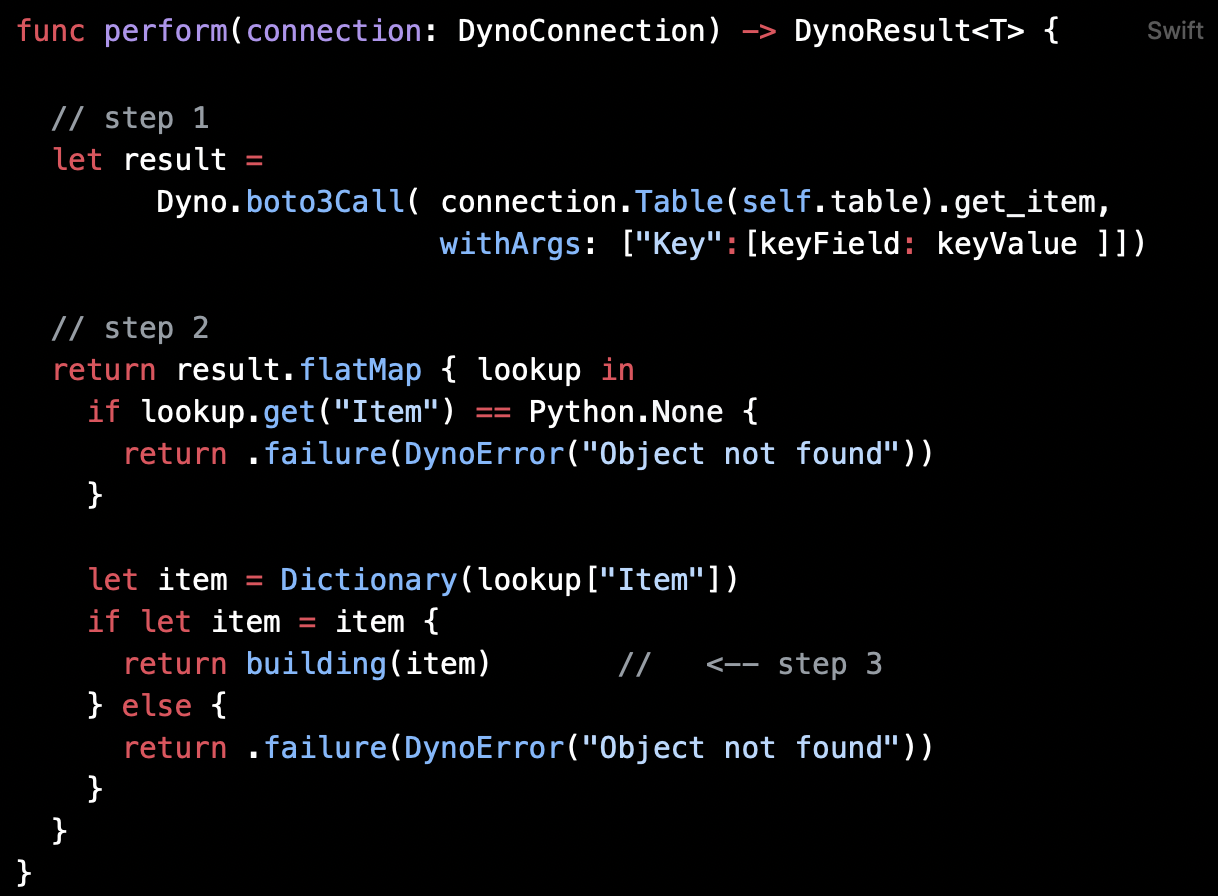 func perform(connection: DynoConnection) -> DynoResult<T> {
Swift
// step 1
let result =
Dyno.boto3Call( connection.Table(self.table).get_item,
withArgs: ["Key":[keyField: keyValue ]])
// step 2
return result.flatMap { lookup in
if lookup.get("Item") == Python.None {
return .failure(DynoError("Object not found"))
}
let item = Dictionary(lookup["Item"])
if let item = item {
return building(item)       //   <-- step 3
} else {
return .failure(DynoError("Object not found"))
}
}
}